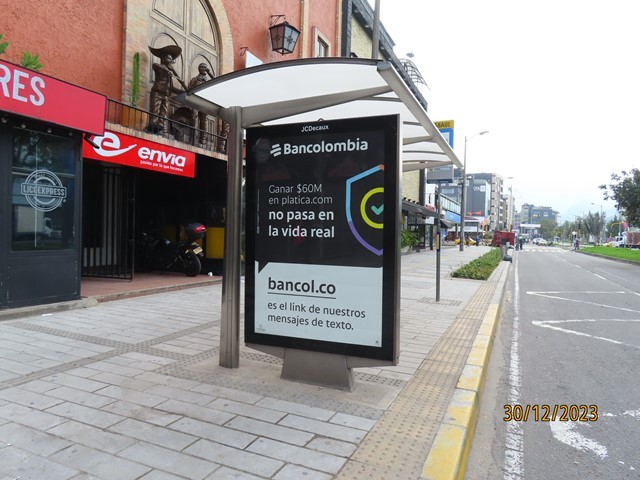 RES
LICEXPRESS
envia
JCDecaux
Bancolombia
Ganar $60M
en platica.com
no pasa en
la vida real
bancol.co
es el link de nuestros
mensajes de texto.
30/12/2023